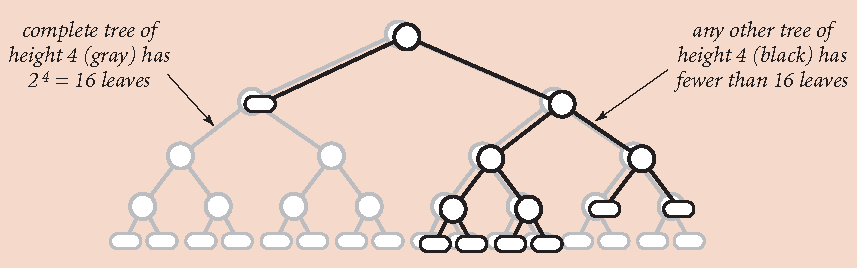 complete tree of
height 4 (gray) has
2⁴ = 16 leaves
any other tree of
height 4 (black) has
fewer than 16 leaves